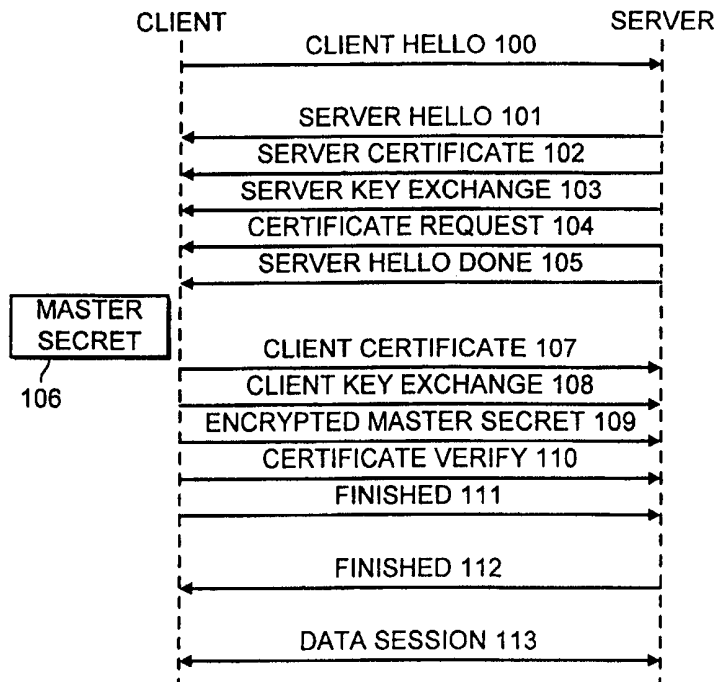 CLIENT
SERVER
CLIENT HELLO 100
SERVER HELLO 101
SERVER CERTIFICATE 102
SERVER KEY EXCHANGE 103
CERTIFICATE REQUEST 104
SERVER HELLO DONE 105
MASTER
SECRET
106
CLIENT CERTIFICATE 107
CLIENT KEY EXCHANGE 108
ENCRYPTED MASTER SECRET 109
CERTIFICATE VERIFY 110
FINISHED 111
FINISHED 112
DATA SESSION 113